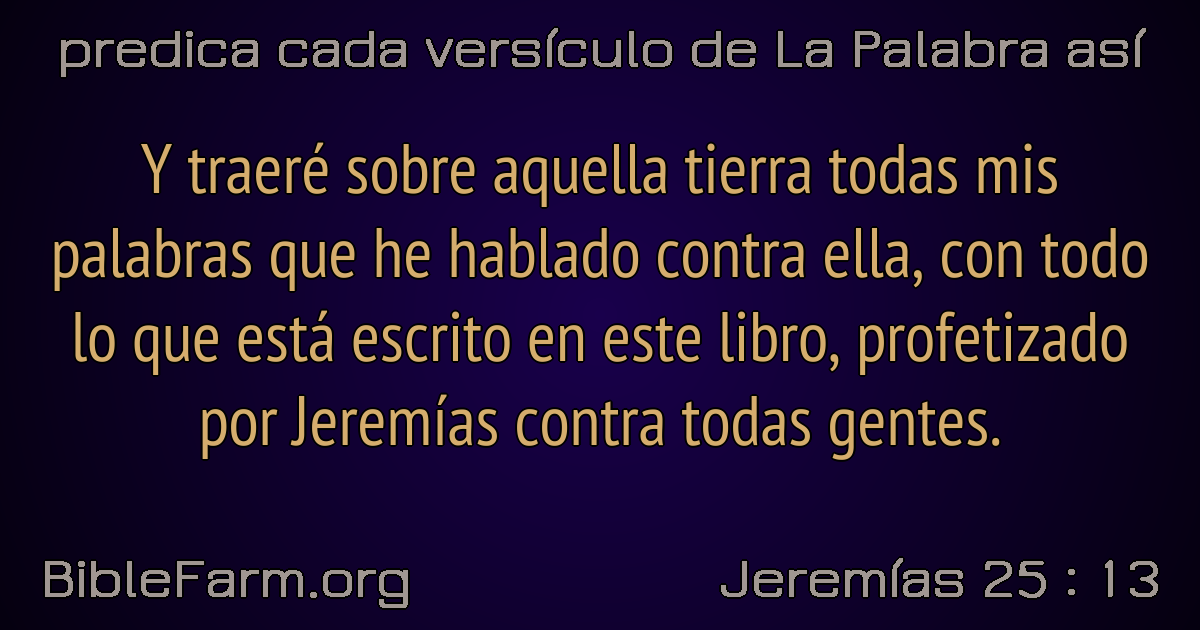 predica cada versículo de La Palabra así
Y traeré sobre aquella tierra todas mis
palabras que he hablado contra ella, con todo
lo que está escrito en este libro, profetizado
por Jeremías contra todas gentes.
BibleFarm.org
Jeremías 25 : 13